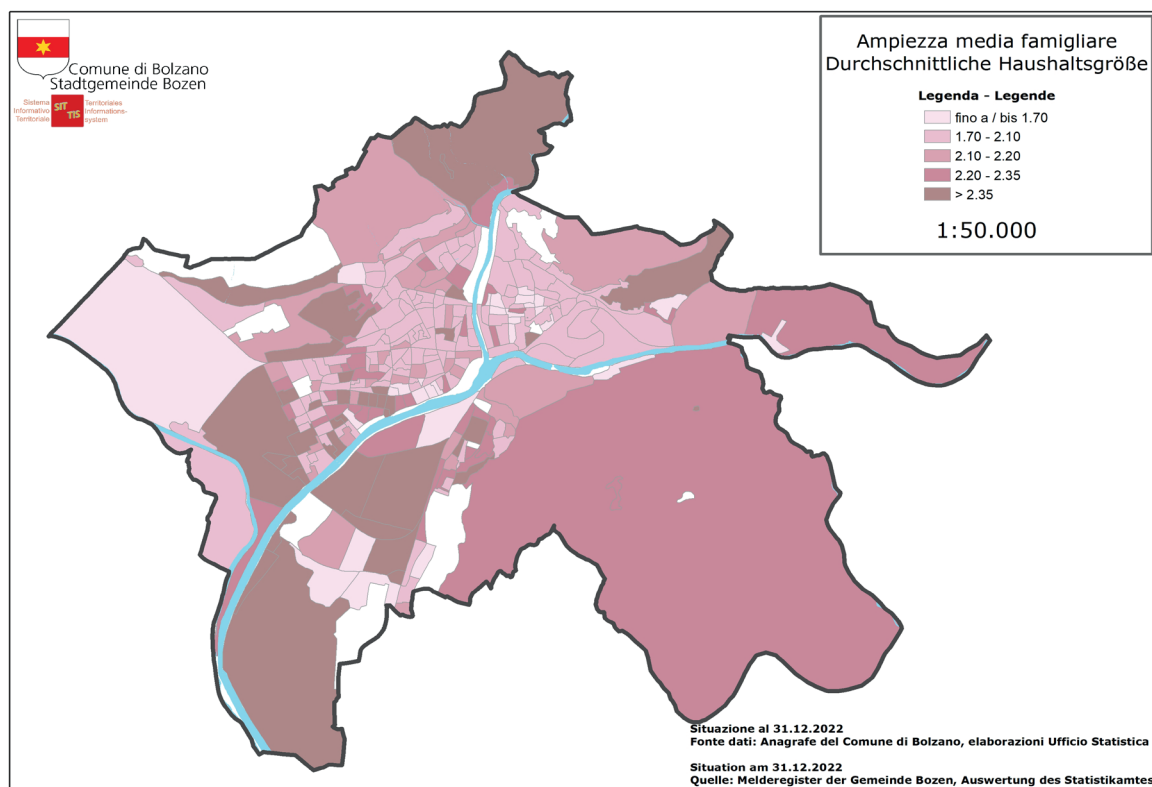 Comune di Bolzano
Stadtgemeinde Bozen
Sistema
Informativo
Territoriale
SIT
TIS
Territoriales
Informations-
system
Ampiezza media famigliare
Durchschnittliche Haushaltsgröße
Legenda - Legende
fino a / bis 1.70
1.70 - 2.10
2.10 - 2.20
2.20 - 2.35
> 2.35
1:50.000
Situazione al 31.12.2022
Fonte dati: Anagrafe del Comune di Bolzano, elaborazioni Ufficio Statistica
Situation am 31.12.2022
Quelle: Melderegister der Gemeinde Bozen, Auswertung des Statistikamtes